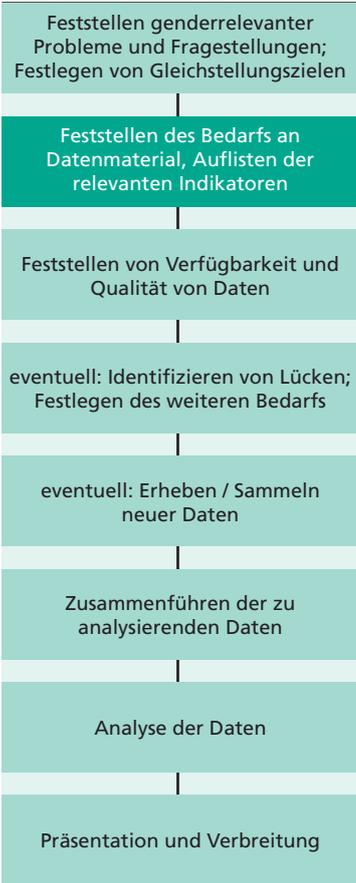 Feststellen genderrelevanter
Probleme und Fragestellungen;
Festlegen von Gleichstellungszielen
Feststellen des Bedarfs an
Datenmaterial, Auflisten der
relevanten Indikatoren
Feststellen von Verfügbarkeit und
Qualität von Daten
eventuell: Identifizieren von Lücken;
Festlegen des weiteren Bedarfs
eventuell: Erheben / Sammeln
neuer Daten
Zusammenführen der zu
analysierenden Daten
Analyse der Daten
Präsentation und Verbreitung